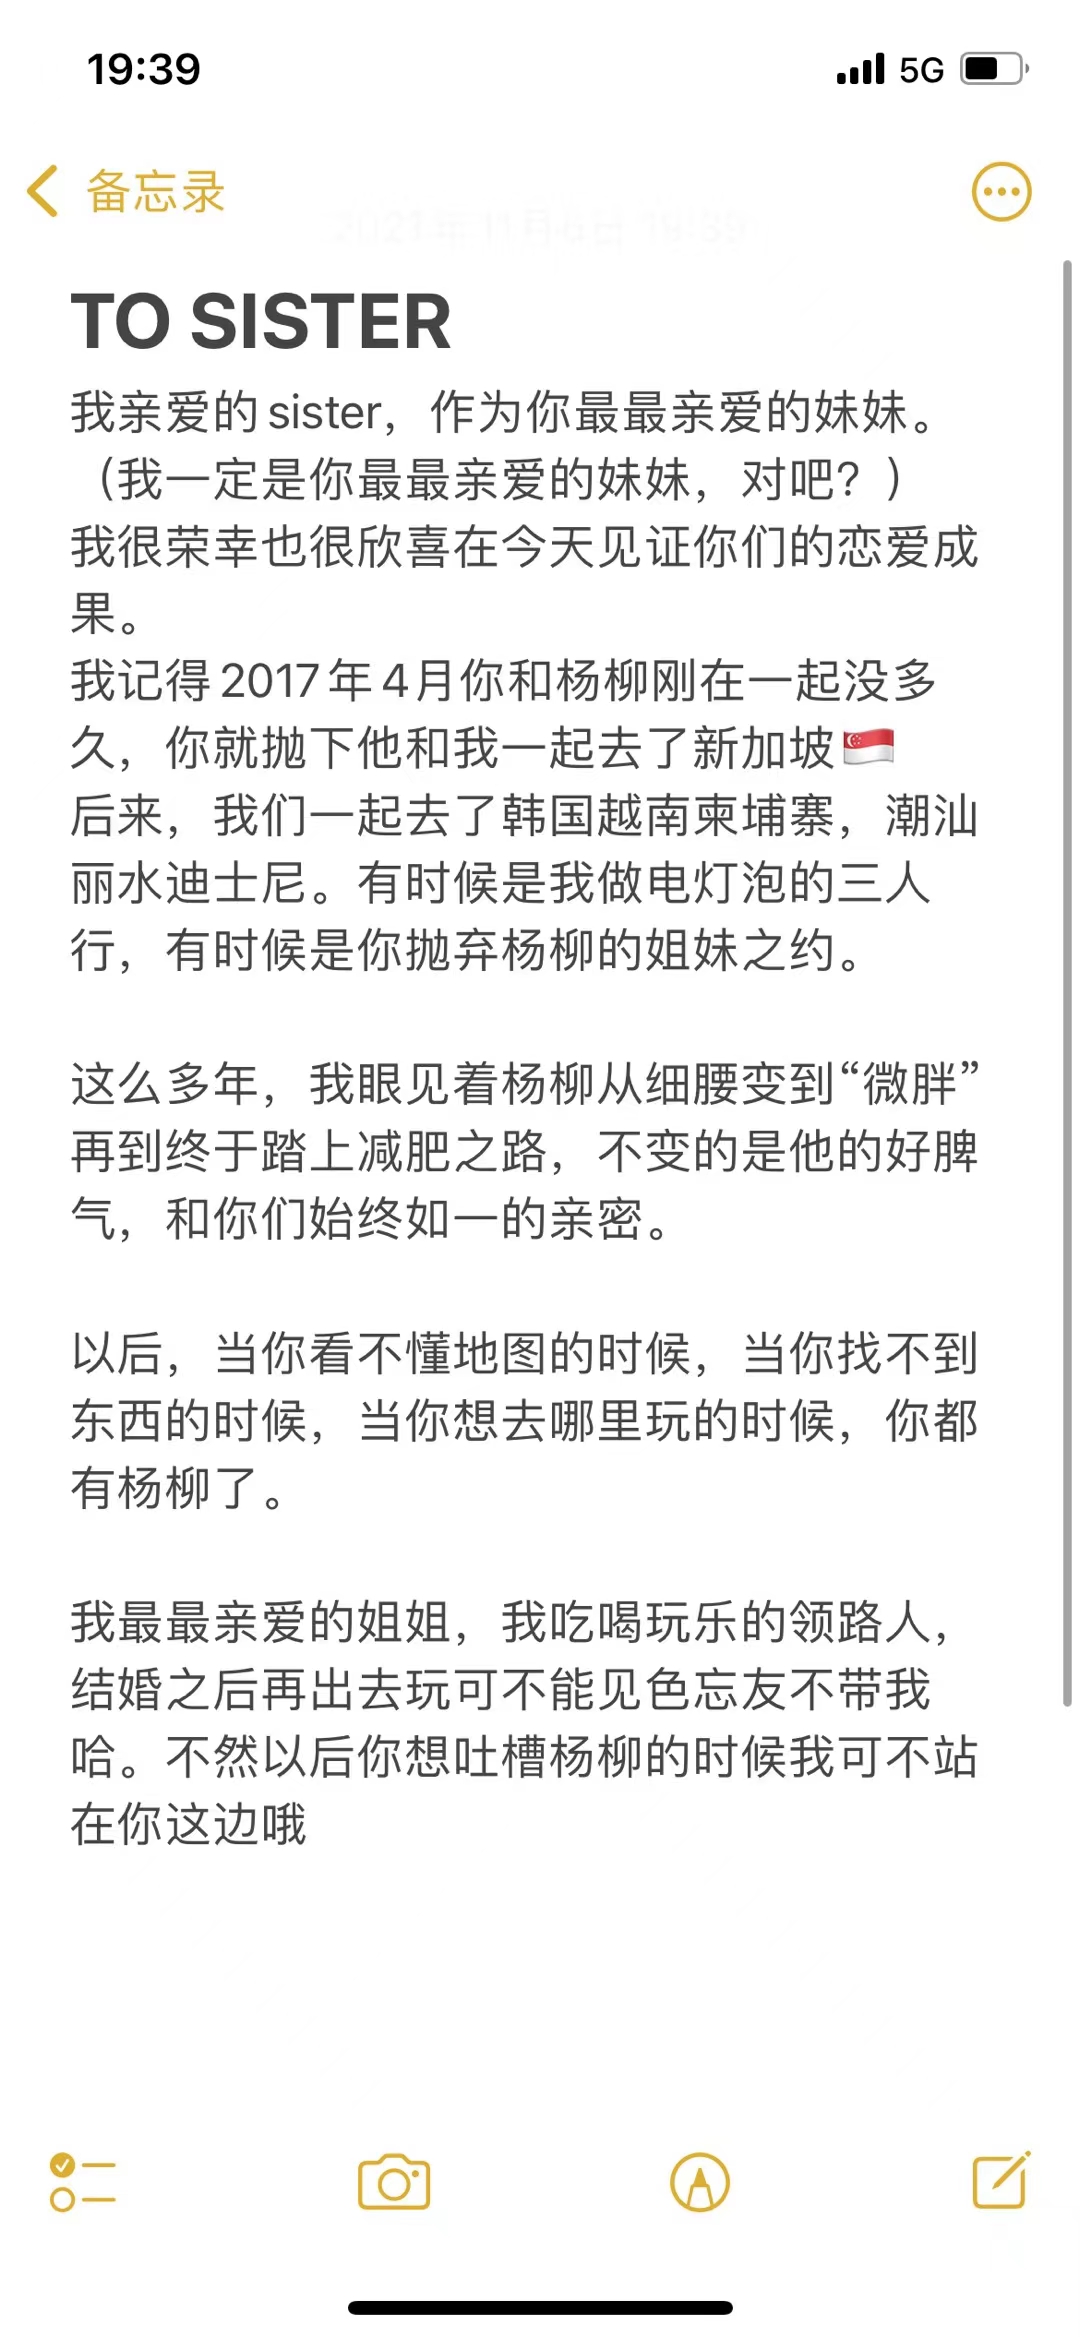 19:39
5G
备忘录
2021年11月6日 19:39
TO SISTER
我亲爱的sister，作为你最最亲爱的妹妹。
（我一定是你最最亲爱的妹妹，对吧？）
我很荣幸也很欣喜在今天见证你们的恋爱成
果。
我记得2017年4月你和杨柳刚在一起没多
久，你就抛下他和我一起去了新加坡🇸🇬
后来，我们一起去了韩国越南柬埔寨，潮汕
丽水迪士尼。有时候是我做电灯泡的三人
行，有时候是你抛弃杨柳的姐妹之约。
这么多年，我眼见着杨柳从细腰变到“微胖”
再到终于踏上减肥之路，不变的是他的好脾
气，和你们始终如一的亲密。
以后，当你看不懂地图的时候，当你找不到
东西的时候，当你想去哪里玩的时候，你都
有杨柳了。
我最最亲爱的姐姐，我吃喝玩乐的领路人，
结婚之后再出去玩可不能见色忘友不带我
哈。不然以后你想吐槽杨柳的时候我可不站
在你这边哦